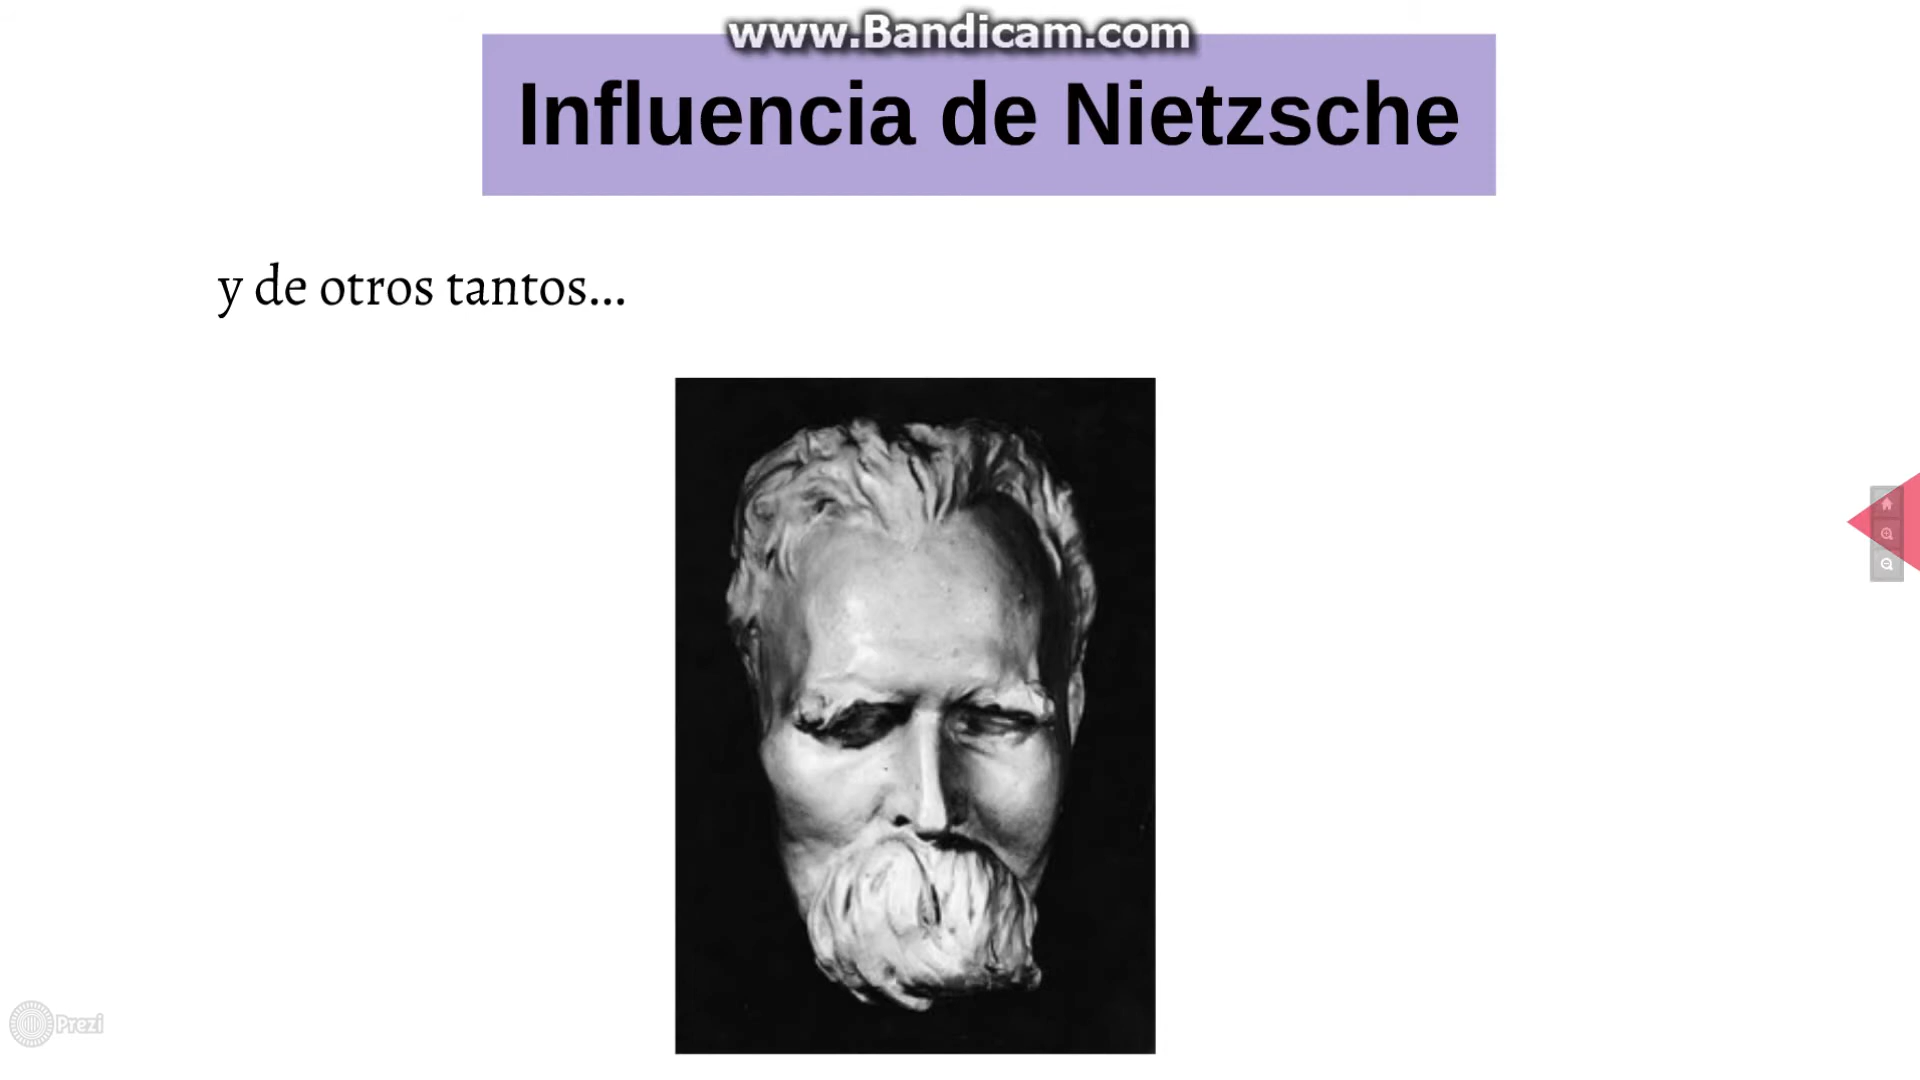 www.Bandicam.com
Influencia de Nietzsche
y de otros tantos...
Prezi